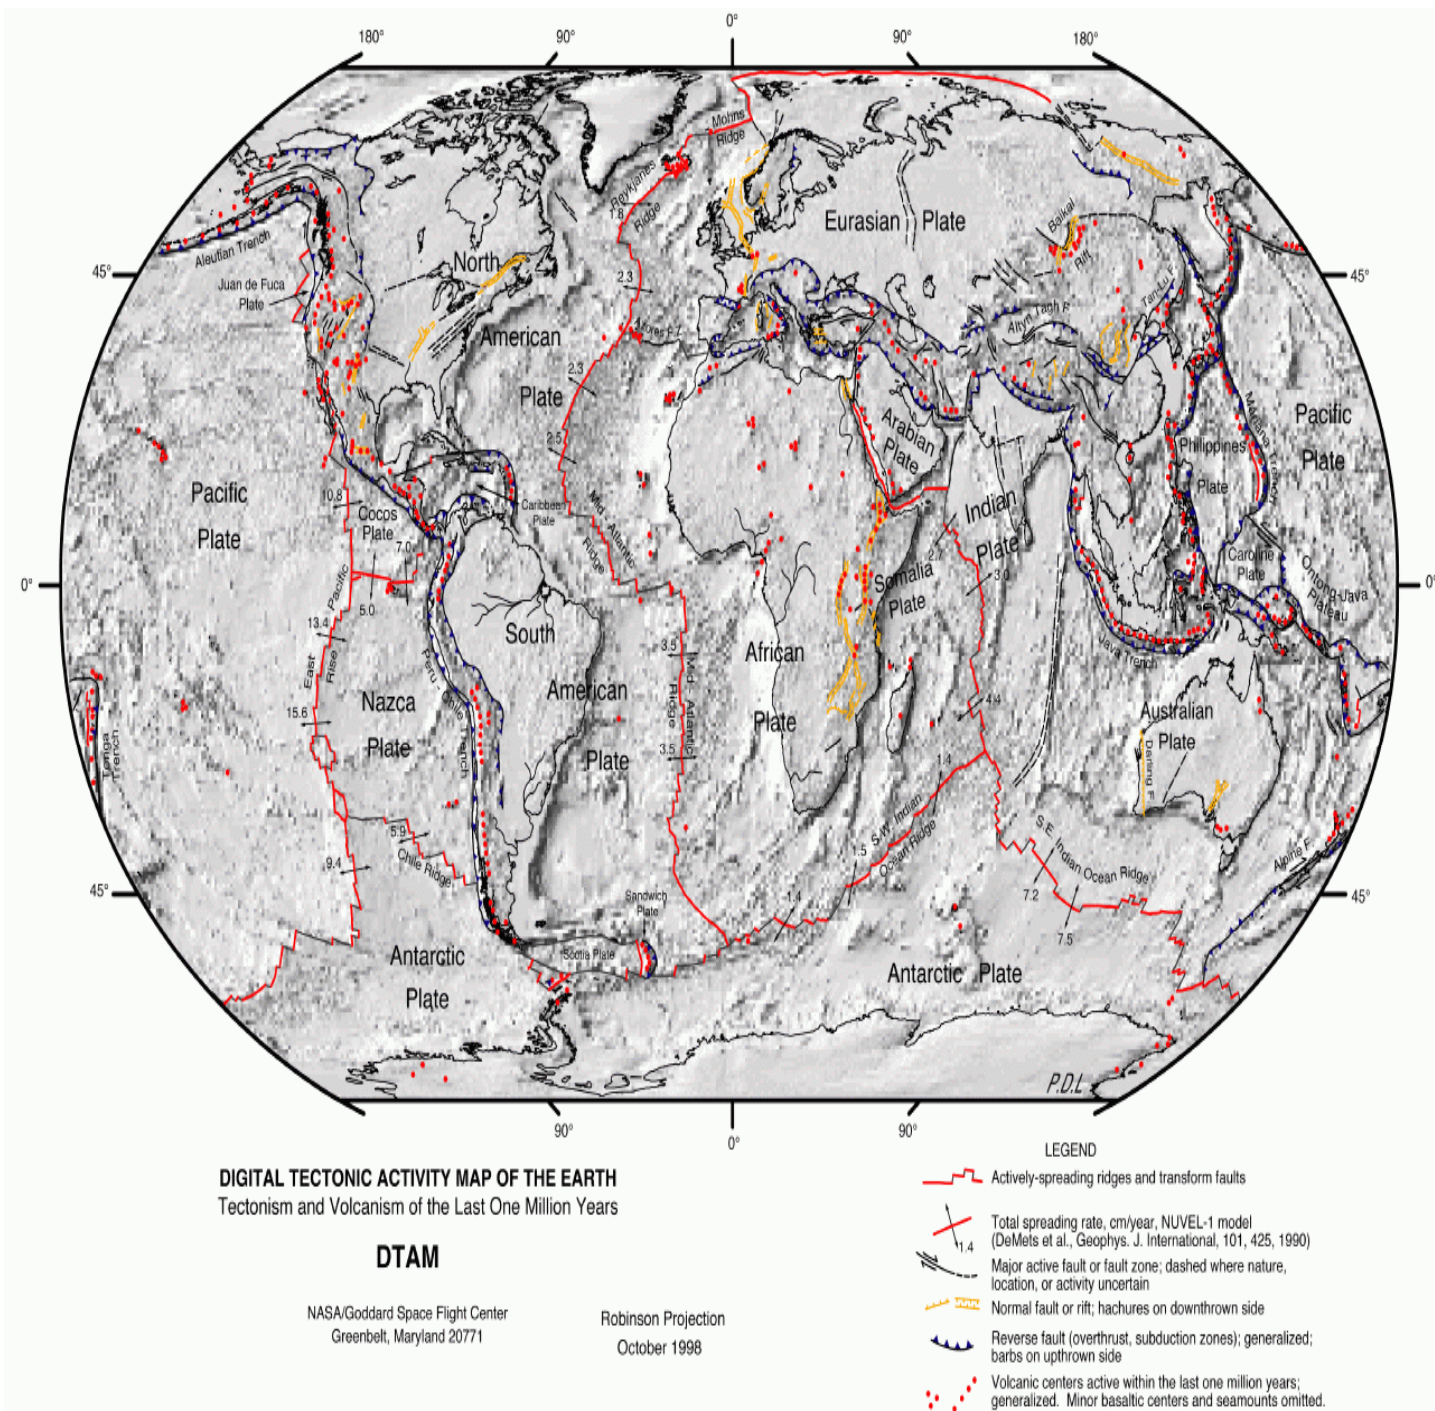 0°
180°
90°
90°
180°
Mohns
Ridge
Reykjanes
Ridge
1.8
Eurasian Plate
Baikal
Rift
Aleutian Trench
45°
45°
Juan de Fuca
Plate
North
American
Plate
2.3
Azores F.Z.
2.3
2.5
Altyn Tagh F.
Tan-Lu F.
Arabian
Plate
Philippines
Plate
Mariana Trench
Pacific
Plate
Pacific
Plate
10.8
Cocos
Plate
7.0
Caribbean
Plate
Mid - Atlantic
Ridge
Indian
Plate
2.7
3.0
Caroline
Plate
Ontong-Java
Plateau
0°
0°
5.0
13.4
East Pacific
Rise
15.6
Somalia
Plate
South
American
Plate
African
Plate
3.5
Mid - Atlantic
Ridge
3.5
Java Trench
Nazca
Plate
Peru - Chile Trench
4.4
Australian
Plate
Darling F.
Tonga
Trench
1.4
5.9
Chile Ridge
9.4
1.5
S.W. Indian
Ocean Ridge
S.E. Indian Ocean Ridge
7.2
7.5
Alpine F.
45°
45°
Sandwich
Plate
1.4
Scotia Plate
Antarctic
Plate
Antarctic Plate
P.D.L
90°
0°
90°
DIGITAL TECTONIC ACTIVITY MAP OF THE EARTH
Tectonism and Volcanism of the Last One Million Years
DTAM
NASA/Goddard Space Flight Center
Greenbelt, Maryland 20771
Robinson Projection
October 1998
LEGEND
Actively-spreading ridges and transform faults
1.4
Total spreading rate, cm/year, NUVEL-1 model
(DeMets et al., Geophys. J. International, 101, 425, 1990)
Major active fault or fault zone; dashed where nature,
location, or activity uncertain
Normal fault or rift; hachures on downthrown side
Reverse fault (overthrust, subduction zones); generalized;
barbs on upthrown side
Volcanic centers active within the last one million years;
generalized. Minor basaltic centers and seamounts omitted.